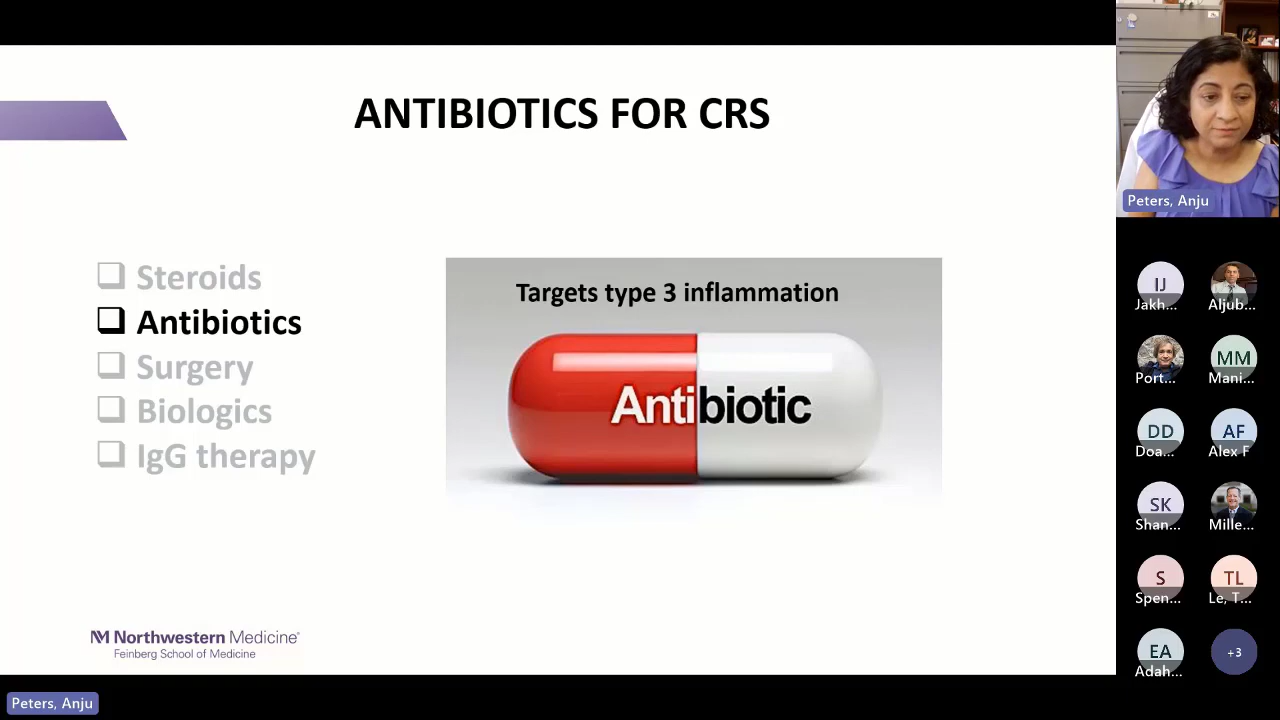 ANTIBIOTICS FOR CRS
Steroids
Antibiotics
Surgery
Biologics
IgG therapy
Targets type 3 inflammation
Antibiotic
Northwestern Medicine®
Feinberg School of Medicine
Peters, Anju
Peters, Anju
IJ
Jakh...
Aljub...
Port...
MM
Mani...
DD
Doa...
AF
Alex F
SK
Shan...
Mille...
S
Spen...
TL
Le, T...
EA
Adah...
+3